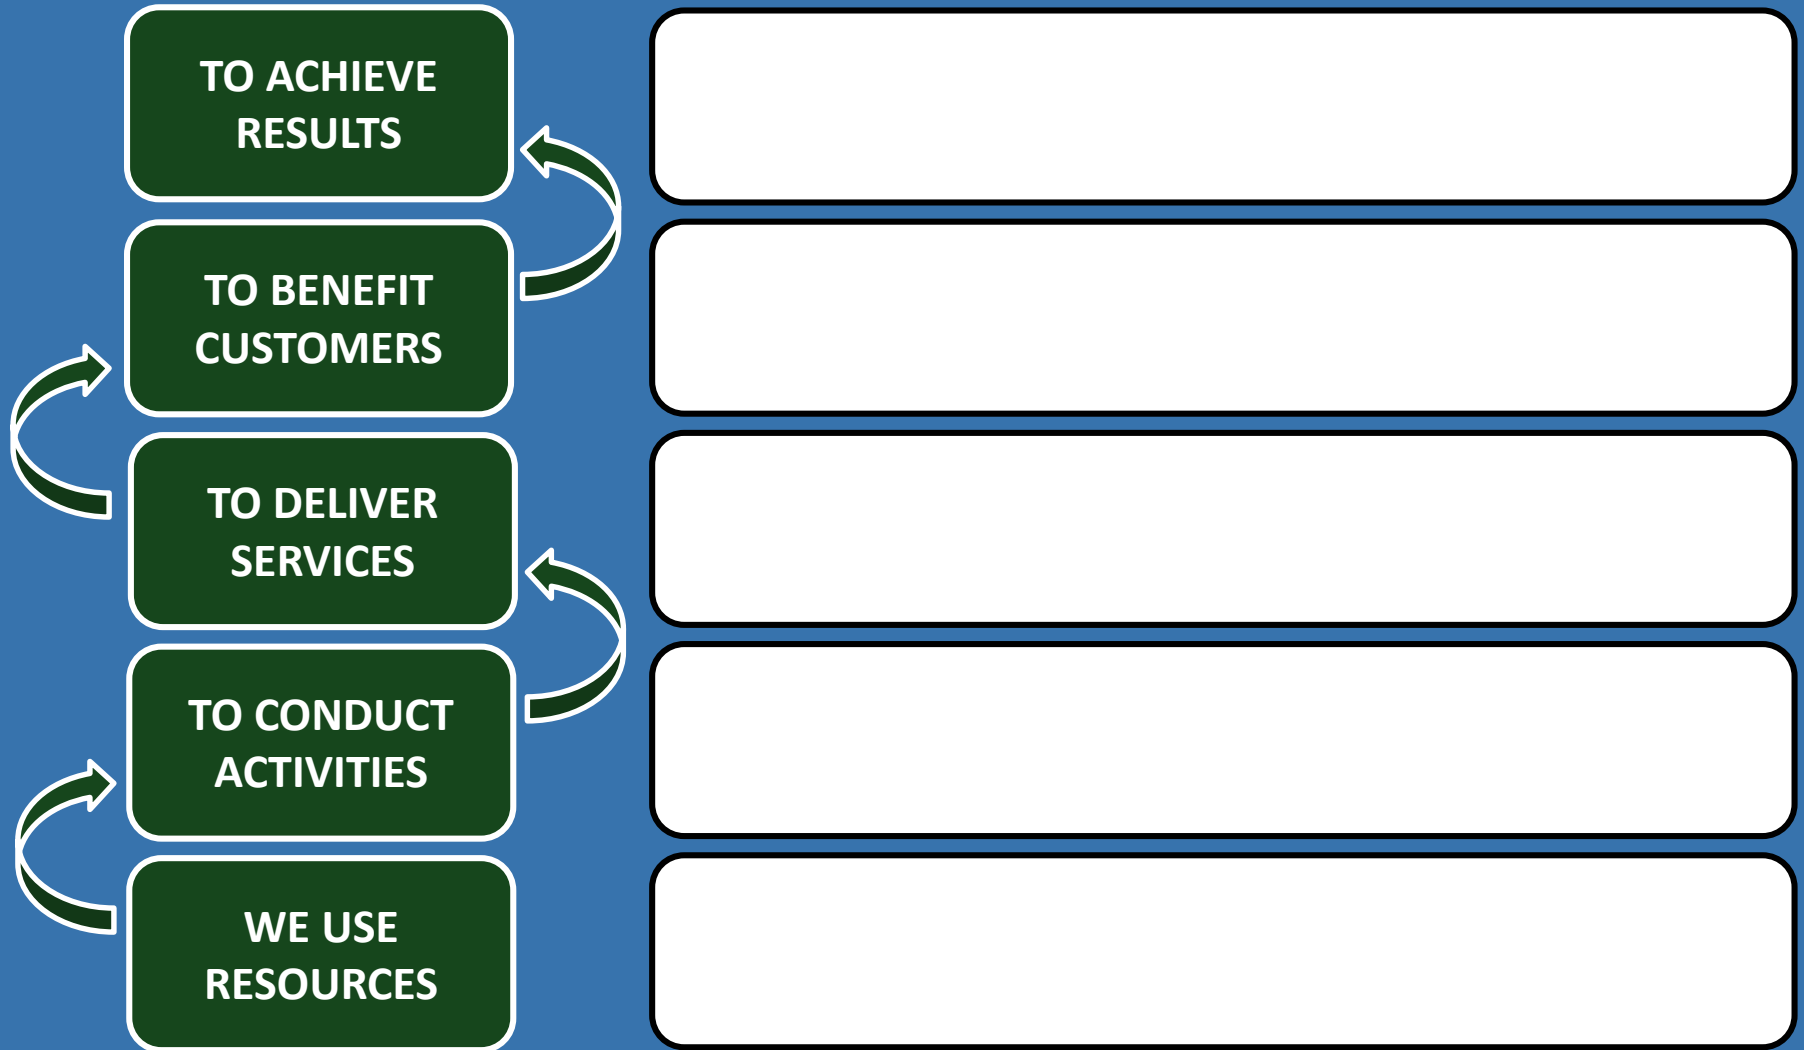 TO ACHIEVE
RESULTS
TO BENEFIT
CUSTOMERS
TO DELIVER
SERVICES
TO CONDUCT
ACTIVITIES
WE USE
RESOURCES